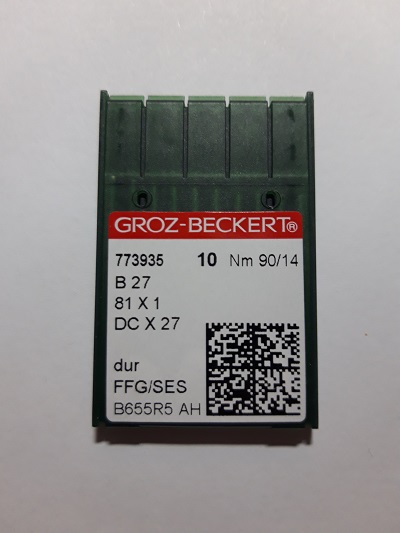 GROZ-BECKERT®
773935 10 Nm 90/14
B 27
81 X 1
DC X 27
dur
FFG/SES
B655R5 AH